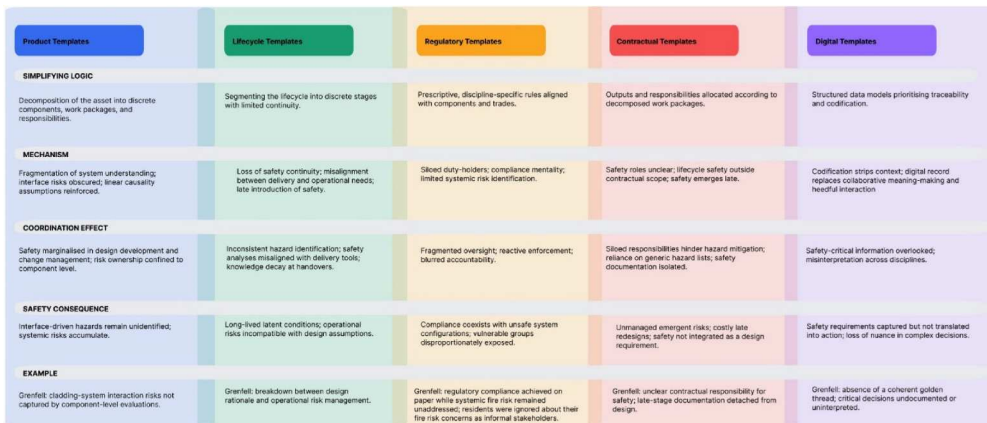 Product Templates
Lifecycle Templates
Regulatory Templates
Contractual Templates
Digital Templates
SIMPLIFYING LOGIC
Decomposition of the asset into discrete
components, work packages, and
responsibilities.
Segmenting the lifecycle into discrete stages
with limited continuity.
Prescriptive, discipline-specific rules aligned
with components and trades.
Outputs and responsibilities allocated according to
decomposed work packages.
Structured data models prioritising traceability
and codification.
MECHANISM
Fragmentation of system understanding;
interface risks obscured; linear causality
assumptions reinforced.
Loss of safety continuity; misalignment
between delivery and operational needs;
late introduction of safety.
Siloed duty-holders; compliance mentality;
limited systemic risk identification.
Safety roles unclear; lifecycle safety outside
contractual scope; safety emerges late.
Codification strips context; digital record
replaces collaborative meaning-making and
heedful interaction
COORDINATION EFFECT
Safety marginalised in design development and
change management; risk ownership confined to
component level.
Inconsistent hazard identification; safety
analyses misaligned with delivery tools;
knowledge decay at handovers.
Fragmented oversight; reactive enforcement;
blurred accountability.
Siloed responsibilities hinder hazard mitigation;
reliance on generic hazard lists; safety
documentation isolated.
Safety-critical information overlooked;
misinterpretation across disciplines.
SAFETY CONSEQUENCE
Interface-driven hazards remain unidentified;
systemic risks accumulate.
Long-lived latent conditions; operational
risks incompatible with design assumptions.
Compliance coexists with unsafe system
configurations; vulnerable groups
disproportionately exposed.
Unmanaged emergent risks; costly late
redesigns; safety not integrated as a design
requirement.
Safety requirements captured but not translated
into action; loss of nuance in complex decisions.
EXAMPLE
Grenfell: cladding-system interaction risks not
captured by component-level evaluations.
Grenfell: breakdown between design
rationale and operational risk management.
Grenfell: regulatory compliance achieved on
paper while systemic fire risk remained
unaddressed; residents were ignored about their
fire risk concerns as informal stakeholders.
Grenfell: unclear contractual responsibility for
safety; late-stage documentation detached from
design.
Grenfell: absence of a coherent golden
thread; critical decisions undocumented or
uninterpreted.